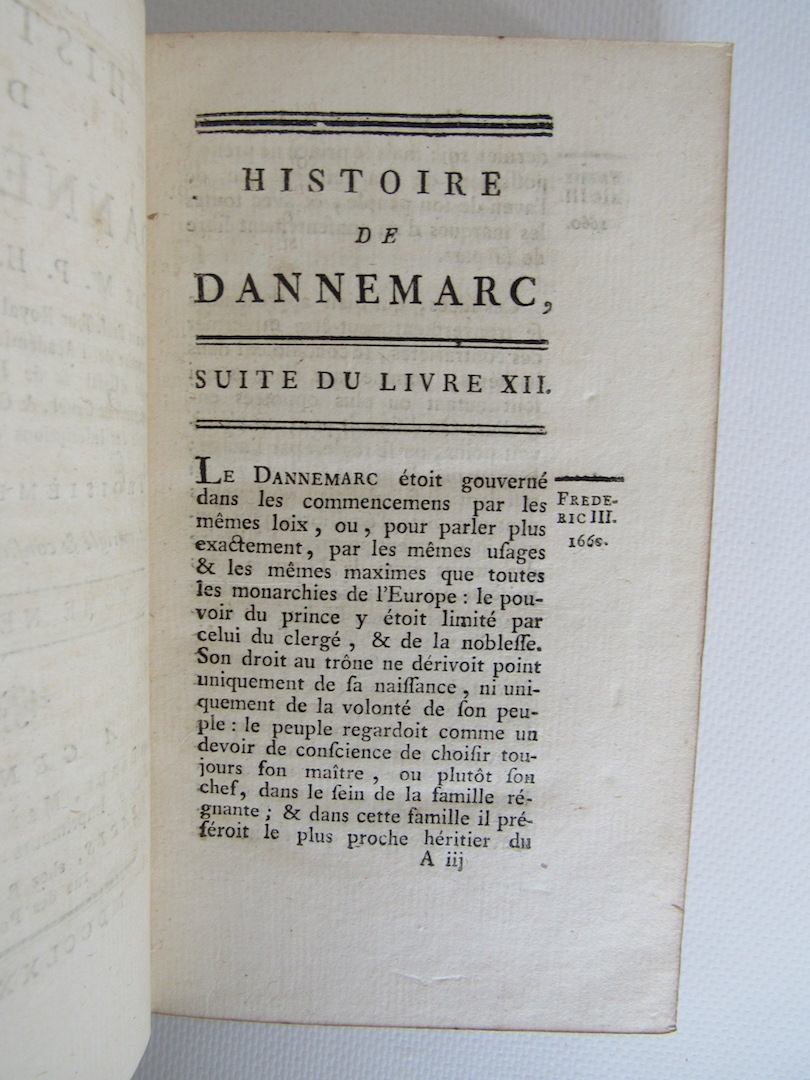 HISTOIRE
DE
DANNEMARC,
SUITE DU LIVRE XII.
LE DANNEMARC étoit gouverné
dans les commencemens par les
mêmes loix, ou, pour parler plus
exactement, par les mêmes uſages
& les mêmes maximes que toutes
les monarchies de l'Europe : le pou-
voir du prince y étoit limité par
celui du clergé, & de la nobleſſe.
Son droit au trône ne dérivoit point
uniquement de ſa naiſſance, ni uni-
quement de la volonté de ſon peu-
ple : le peuple regardoit comme un
devoir de conſcience de choiſir tou-
jours ſon maître, ou plutôt ſon
chef, dans le ſein de la famille ré-
gnante ; & dans cette famille il pré-
féroit le plus proche héritier du
A iij
FREDE-
RIC III.
1660.